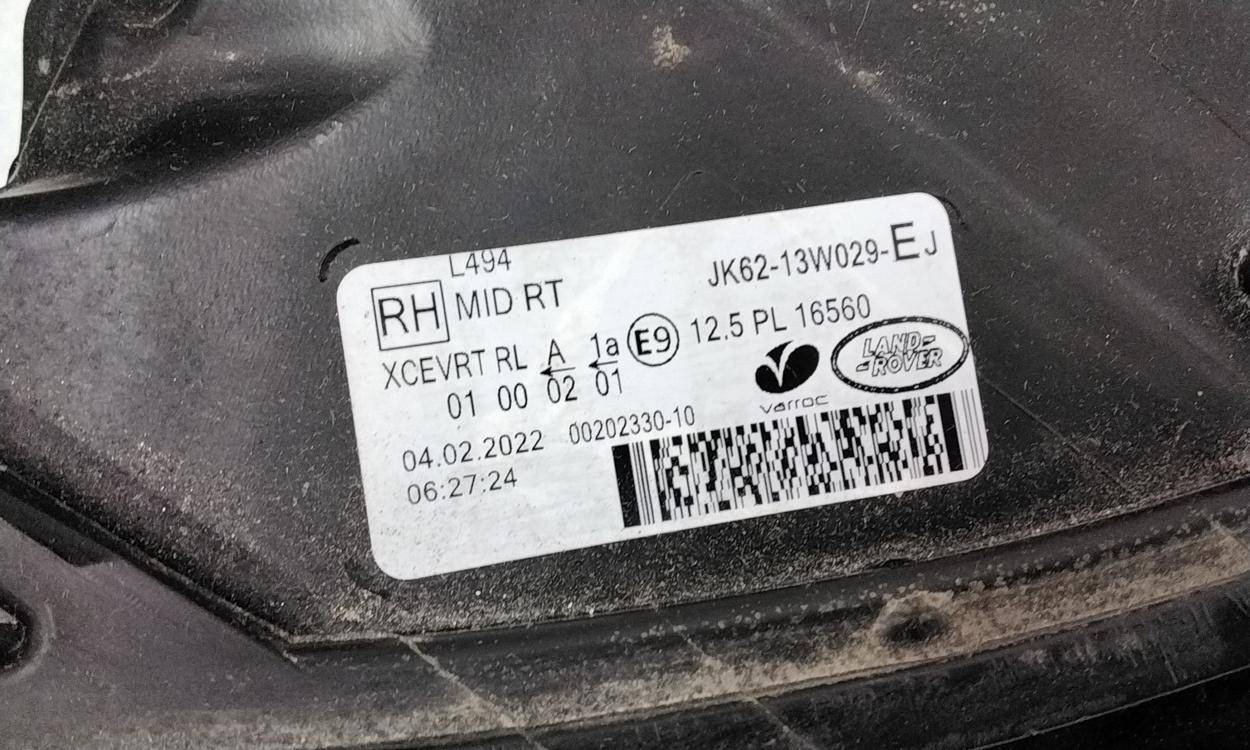 L494
JK62-13W029-EJ
RH MID RT
XCEVRT RL A 1a E9 12.5 PL 16560
01 00 02 01
LAND-
-ROVER
varroc
04.02.2022 00202330-10
06:27:24